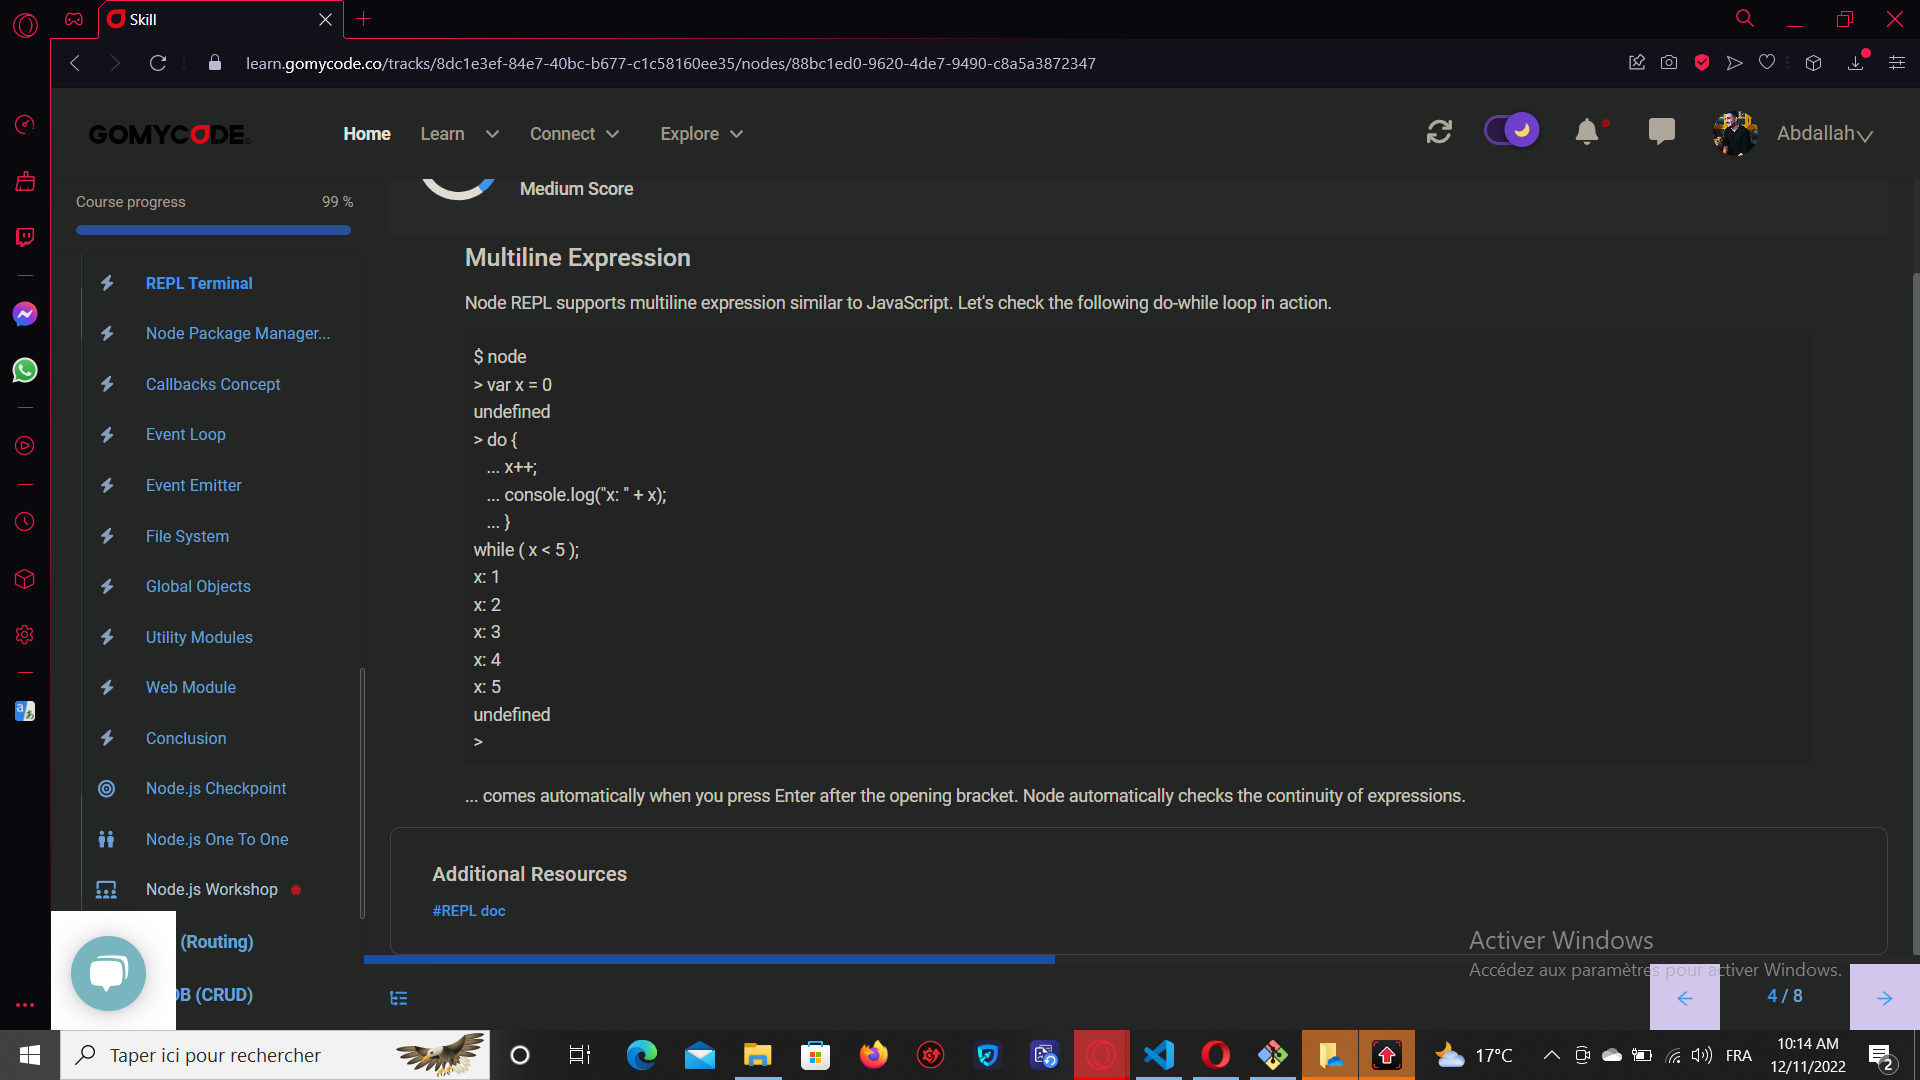 Skill
learn.gomycode.co/tracks/8dc1e3ef-84e7-40bc-b677-c1c58160ee35/nodes/88bc1ed0-9620-4de7-9490-c8a5a3872347
GOMYCODE
Home
Learn
Connect
Explore
Abdallah
Course progress
99 %
REPL Terminal
Node Package Manager...
Callbacks Concept
Event Loop
Event Emitter
File System
Global Objects
Utility Modules
Web Module
Conclusion
Node.js Checkpoint
Node.js One To One
Node.js Workshop
(Routing)
DB (CRUD)
Medium Score
Multiline Expression
Node REPL supports multiline expression similar to JavaScript. Let's check the following do-while loop in action.
$ node
> var x = 0
undefined
> do {
... x++;
... console.log("x: " + x);
... }
while ( x < 5 );
x: 1
x: 2
x: 3
x: 4
x: 5
undefined
>
... comes automatically when you press Enter after the opening bracket. Node automatically checks the continuity of expressions.
Additional Resources
#REPL doc
Activer Windows
Accédez aux paramètres pour activer Windows.
4 / 8
Taper ici pour rechercher
17°C
FRA
10:14 AM
12/11/2022
2